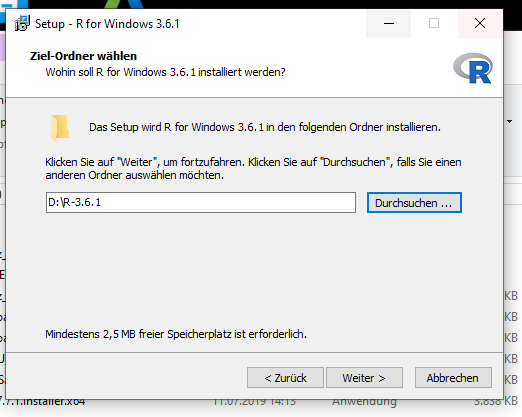 Setup - R for Windows 3.6.1
Ziel-Ordner wählen
Wohin soll R for Windows 3.6.1 installiert werden?
R
Das Setup wird R for Windows 3.6.1 in den folgenden Ordner installieren.
Klicken Sie auf "Weiter", um fortzufahren. Klicken Sie auf "Durchsuchen", falls Sie einen
anderen Ordner auswählen möchten.
D:\R-3.6.1
Durchsuchen ...
KB
KB
KB
KB
KB
Mindestens 2,5 MB freier Speicherplatz ist erforderlich.
< Zurück
Weiter >
Abbrechen
7.7.1.installer.x64
11.07.2019 14:13
Anwendung
3.838 KB